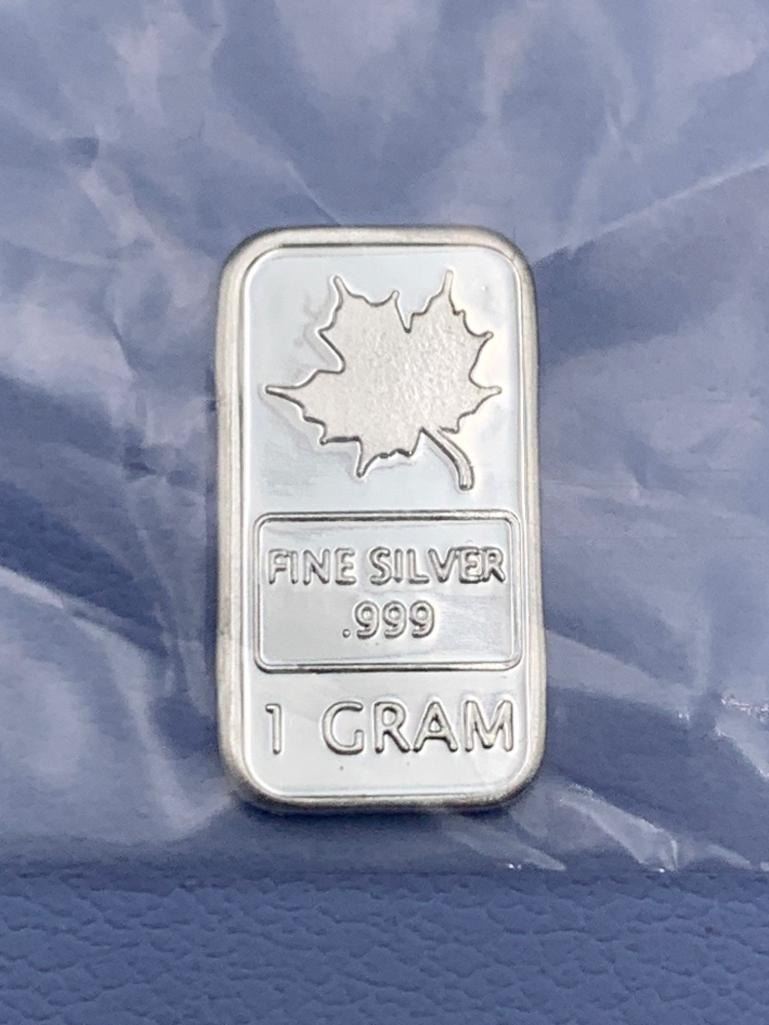 FINE SILVER
.999
1 GRAM